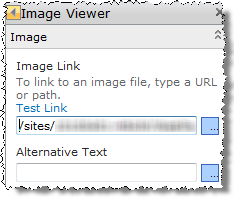 Image Viewer
Image
Image Link
To link to an image file, type a URL
or path.
Test Link
/sites/
...
Alternative Text
...